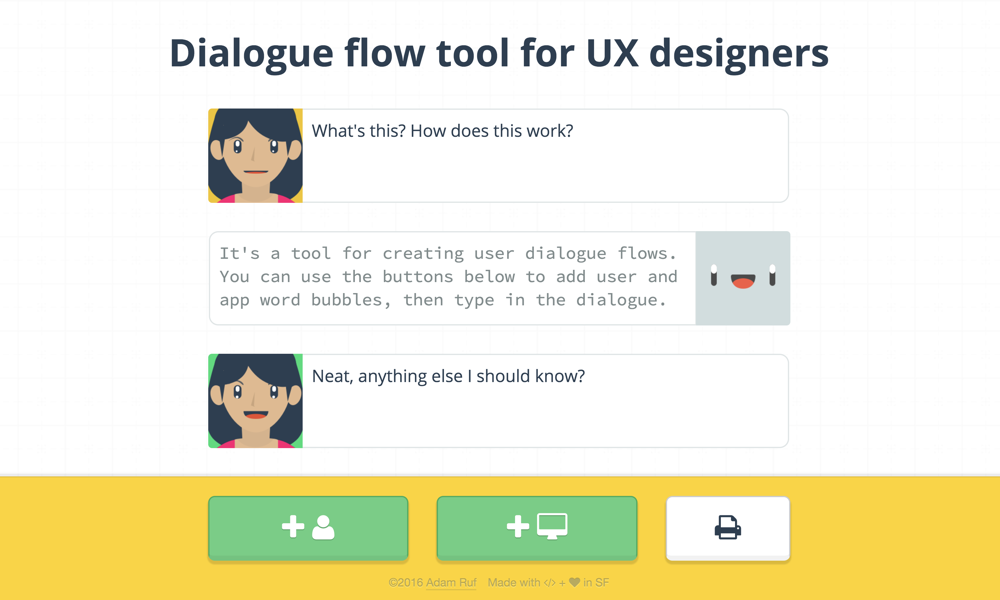 Dialogue flow tool for UX designers
What's this? How does this work?
It's a tool for creating user dialogue flows.
You can use the buttons below to add user and
app word bubbles, then type in the dialogue.
Neat, anything else I should know?
©2016 Adam Ruf Made with </> + ♥ in SF